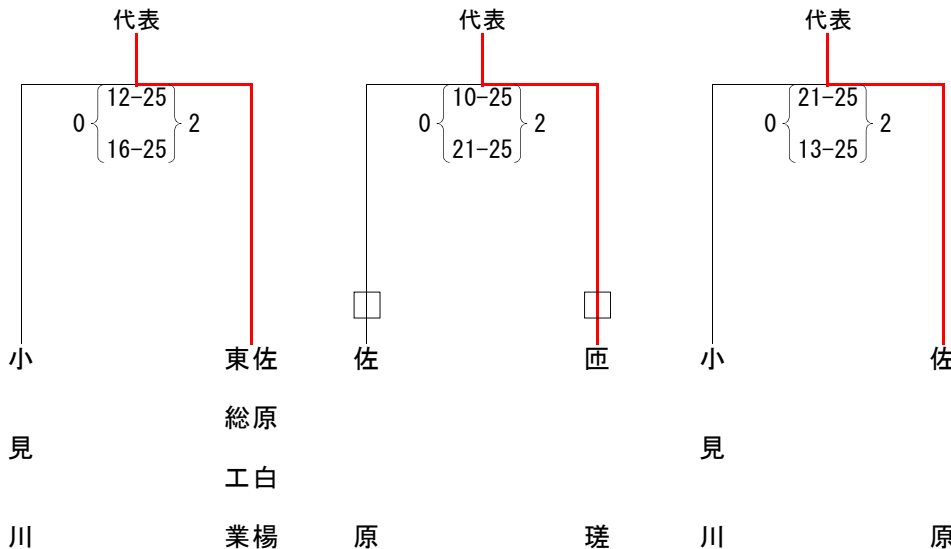 代表
代表
代表
12-25
0 2
16-25
10-25
0 2
21-25
21-25
0 2
13-25
小見川
東総工業
佐原白楊
佐原
匝瑳
小見川
佐原